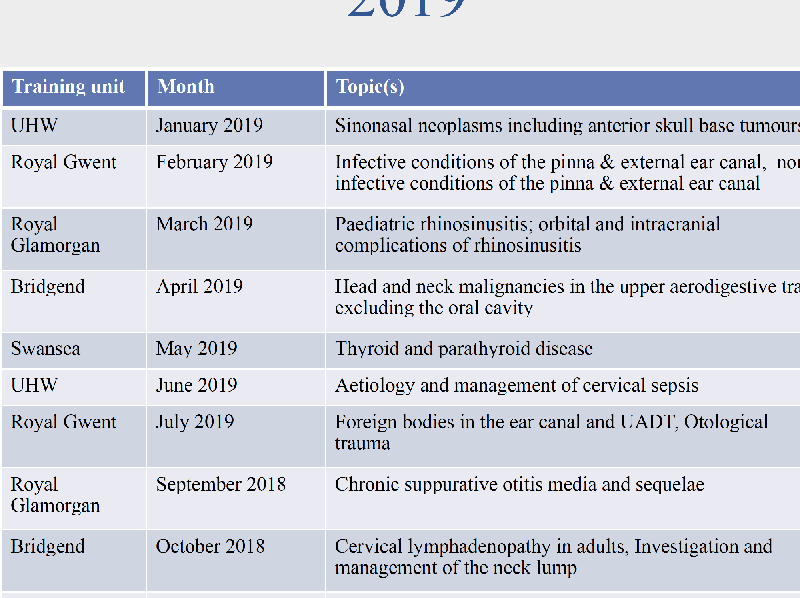 2019
Training unit Month Topic(s)
UHW January 2019 Sinonasal neoplasms including anterior skull base tumours
Royal Gwent February 2019 Infective conditions of the pinna & external ear canal,
infective conditions of the pinna & external ear canal
Royal March 2019 Paediatric rhinosinusitis; orbital and intracranial
Glamorgan complications of rhinosinusitis
Bridgend April 2019 Head and neck malignancies in the upper aerodigestive
excluding the oral cavity
Swansea May 2019 Thyroid and parathyroid disease
UHW June 2019 Aetiology and management of cervical sepsis
Royal Gwent July 2019 Foreign bodies in the ear canal and UADT, Otological
trauma
Royal September 2018 Chronic suppurative otitis media and sequelae
Glamorgan
Bridgend October 2018 Cervical lymphadenopathy in adults, Investigation and
management of the neck lump